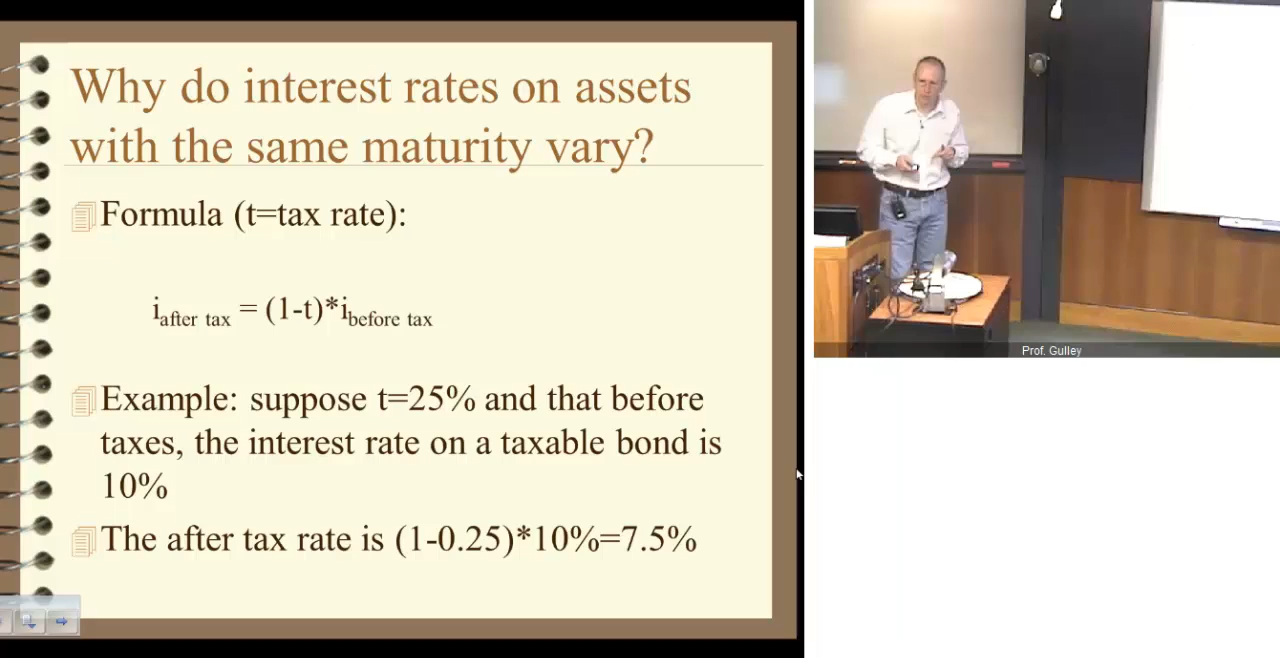 Why do interest rates on assets
with the same maturity vary?
Formula (t=tax rate):
i after tax = (1-t)*i before tax
Example: suppose t=25% and that before
taxes, the interest rate on a taxable bond is
10%
The after tax rate is (1-0.25)*10%=7.5%
Prof. Gulley